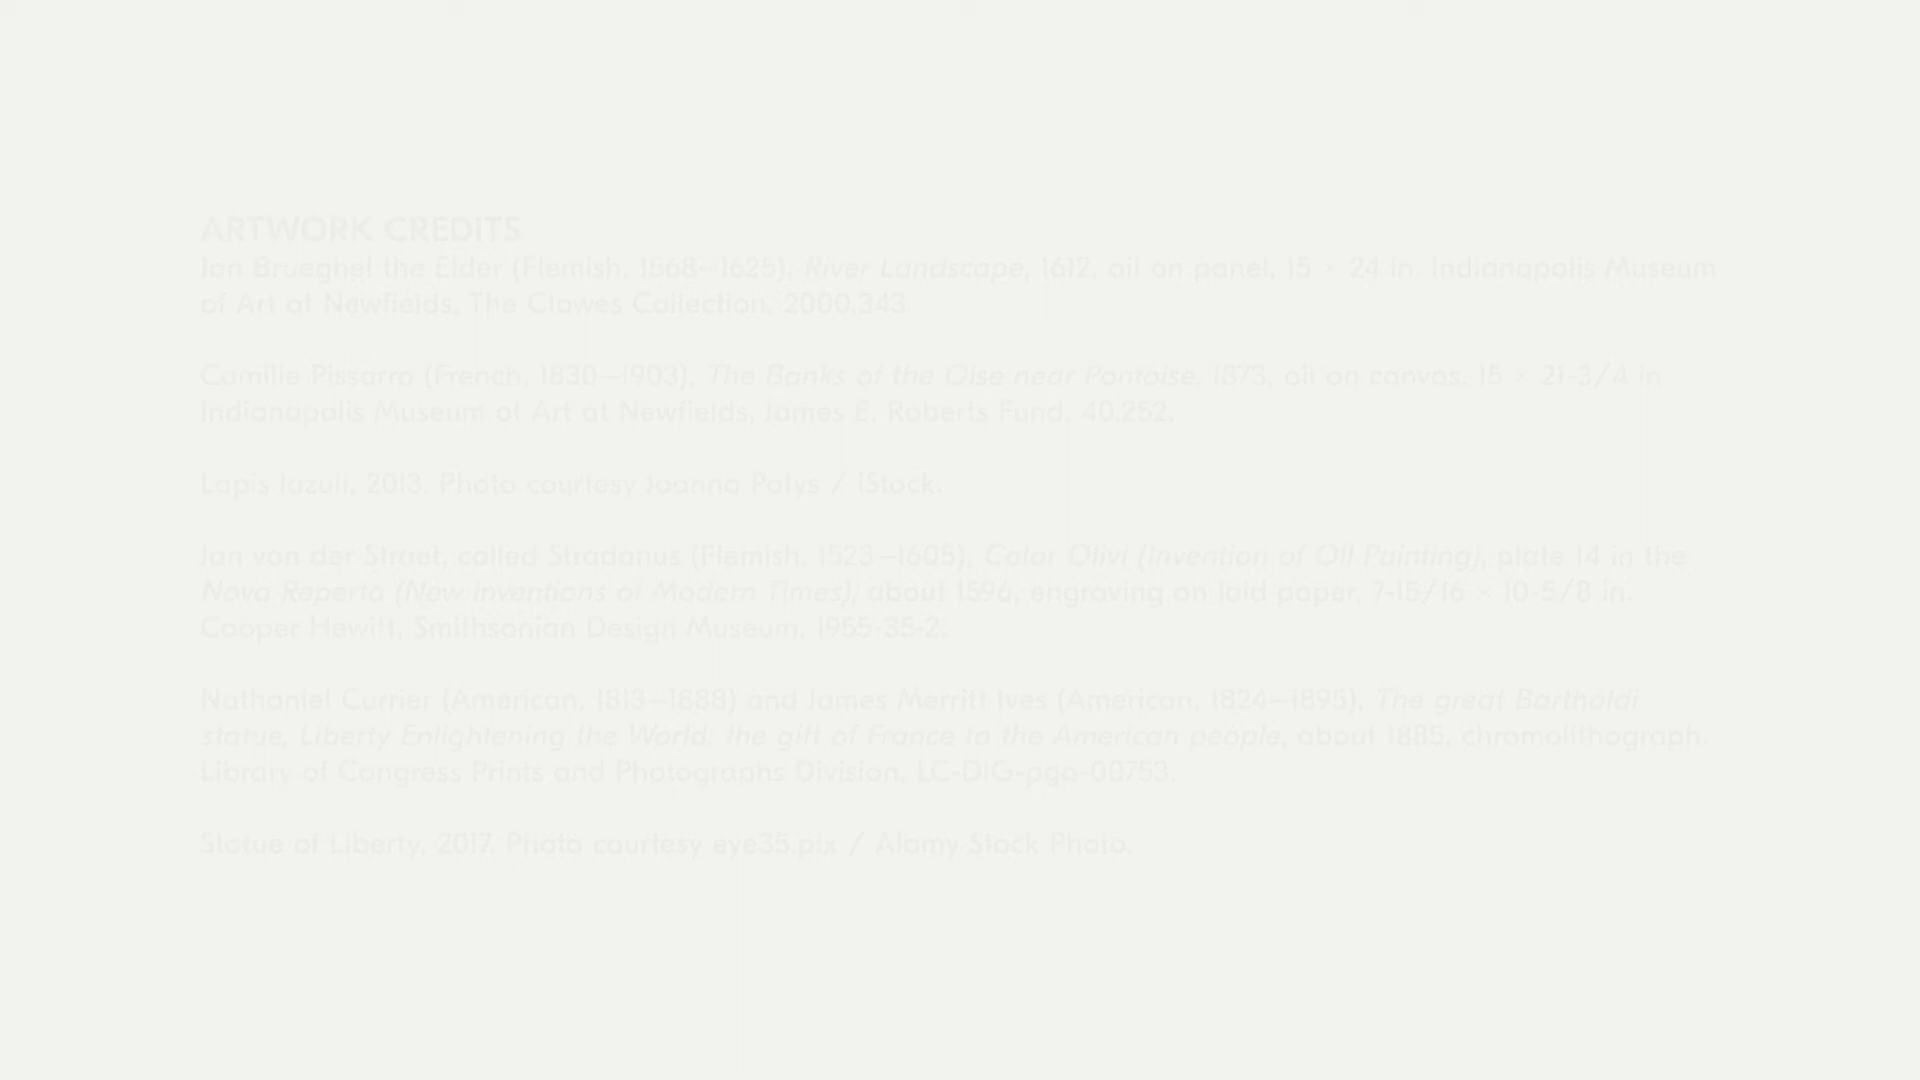 ARTWORK CREDITS
Jan Brueghel the Elder (Flemish, 1568–1625), River Landscape, 1612, oil on panel, 15 × 24 in. Indianapolis Museum
of Art at Newfields, The Clowes Collection, 2000.343.
Camille Pissarro (French, 1830–1903), The Banks of the Oise near Pontoise, 1873, oil on canvas, 15 × 21-3/4 in.
Indianapolis Museum of Art at Newfields, James E. Roberts Fund, 40.252.
Lapis lazuli, 2013. Photo courtesy Joanna Patys / iStock.
Jan van der Straet, called Stradanus (Flemish, 1523–1605), Color Olivi (Invention of Oil Painting), plate 14 in the
Nova Reperta (New Inventions of Modern Times), about 1596, engraving on laid paper, 7-15/16 × 10-5/8 in.
Cooper Hewitt, Smithsonian Design Museum, 1955-35-2.
Nathaniel Currier (American, 1813–1888) and James Merritt Ives (American, 1824–1895), The great Bartholdi
statue, Liberty Enlightening the World: the gift of France to the American people, about 1885, chromolithograph.
Library of Congress Prints and Photographs Division, LC-DIG-pga-00753.
Statue of Liberty, 2017. Photo courtesy eye35.pix / Alamy Stock Photo.